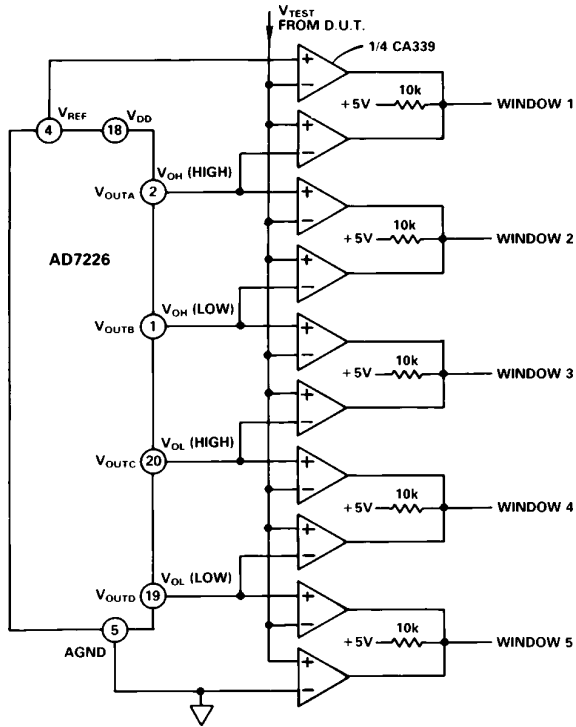 V_TEST
FROM D.U.T.
1/4 CA339
+
−
10k
+5V
WINDOW 1
+
−
4
V_REF
18
V_DD
V_OUTA
2
V_OH (HIGH)
+
−
10k
+5V
WINDOW 2
+
−
AD7226
V_OUTB
1
V_OH (LOW)
+
−
10k
+5V
WINDOW 3
+
−
V_OUTC
20
V_OL (HIGH)
+
−
10k
+5V
WINDOW 4
+
−
V_OUTD
19
V_OL (LOW)
+
−
10k
+5V
WINDOW 5
+
−
5
AGND